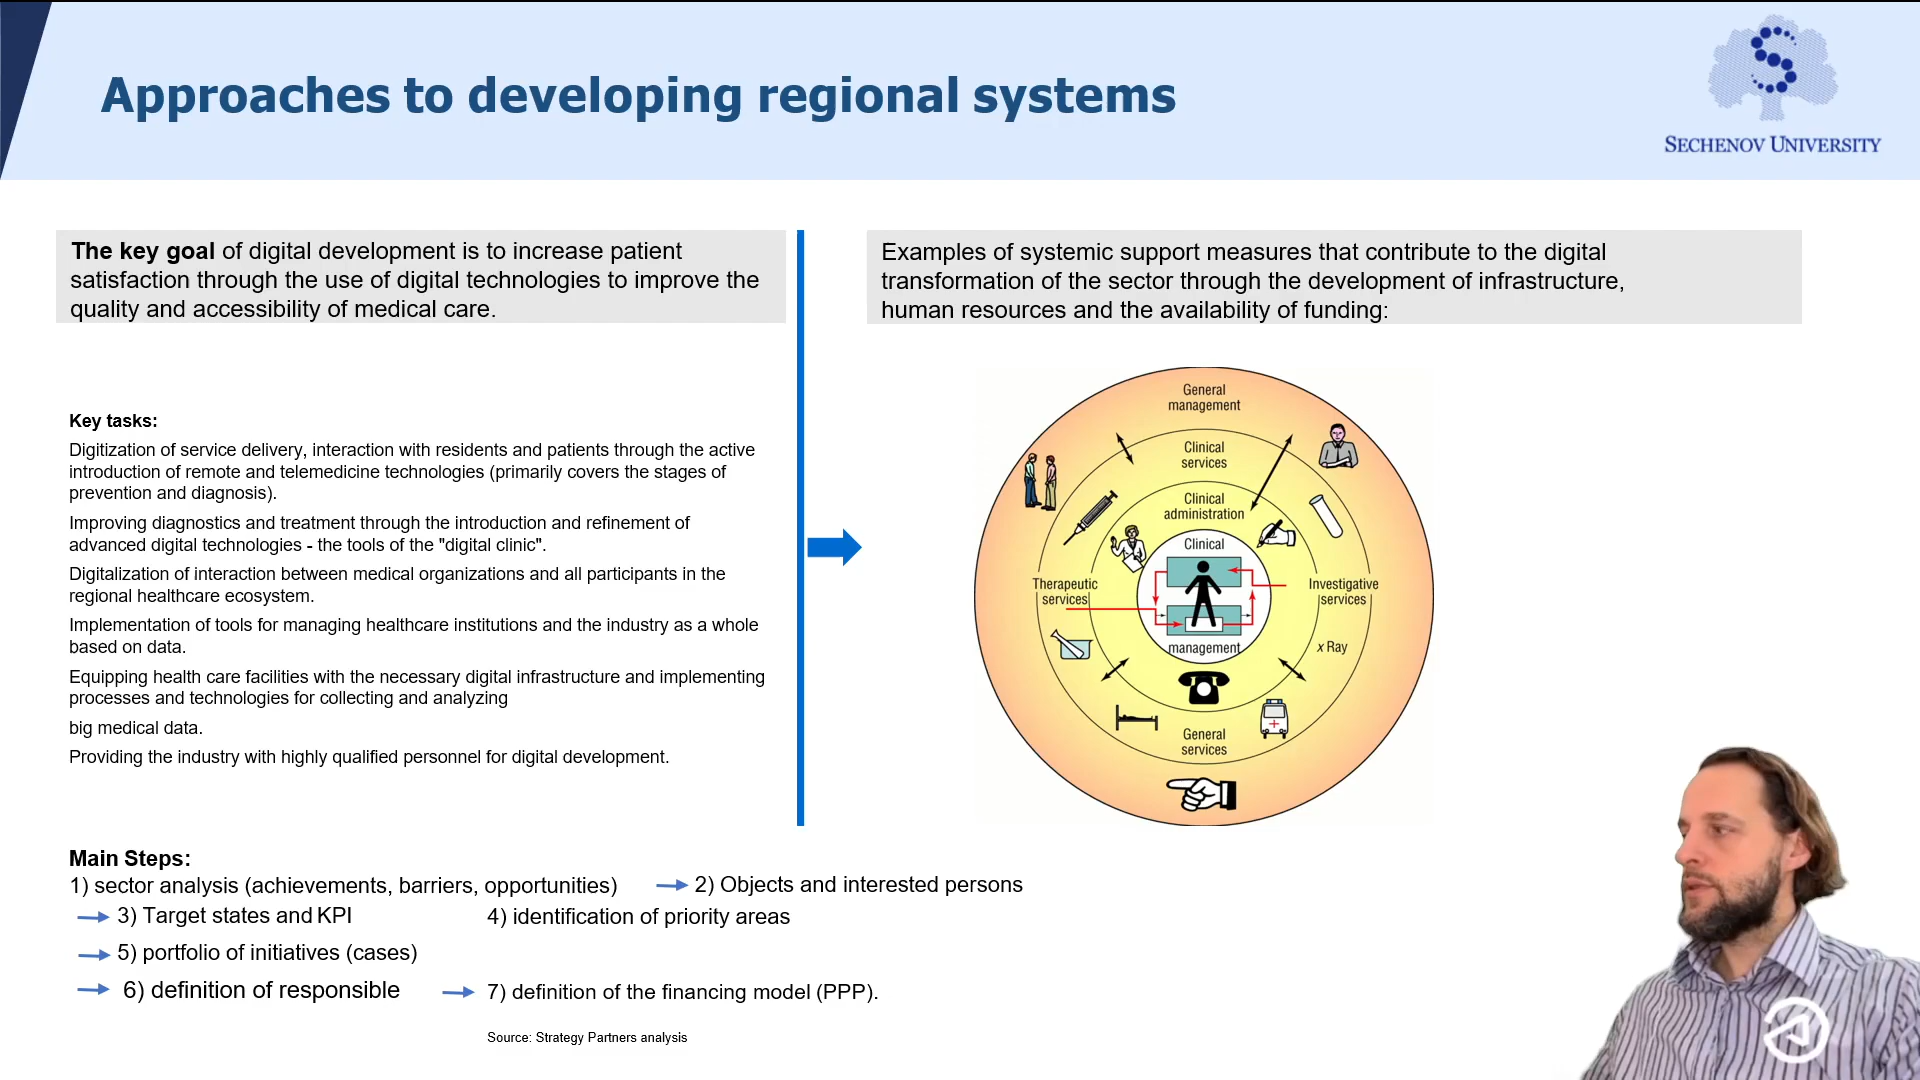 Approaches to developing regional systems
SECHENOV UNIVERSITY
The key goal of digital development is to increase patient
satisfaction through the use of digital technologies to improve the
quality and accessibility of medical care.
Key tasks:
Digitization of service delivery, interaction with residents and patients through the active
introduction of remote and telemedicine technologies (primarily covers the stages of
prevention and diagnosis).
Improving diagnostics and treatment through the introduction and refinement of
advanced digital technologies - the tools of the "digital clinic".
Digitalization of interaction between medical organizations and all participants in the
regional healthcare ecosystem.
Implementation of tools for managing healthcare institutions and the industry as a whole
based on data.
Equipping health care facilities with the necessary digital infrastructure and implementing
processes and technologies for collecting and analyzing
big medical data.
Providing the industry with highly qualified personnel for digital development.
Examples of systemic support measures that contribute to the digital
transformation of the sector through the development of infrastructure,
human resources and the availability of funding:
General
management
Clinical
services
Clinical
administration
Clinical
Therapeutic
services
Investigative
services
management
x Ray
General
services
Main Steps:
1) sector analysis (achievements, barriers, opportunities)
2) Objects and interested persons
3) Target states and KPI
4) identification of priority areas
5) portfolio of initiatives (cases)
6) definition of responsible
7) definition of the financing model (PPP).
Source: Strategy Partners analysis